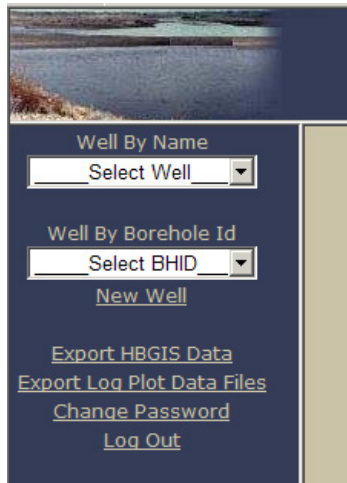 Well By Name
_____Select Well____
Well By Borehole Id
_____Select BHID____
New Well
Export HBGIS Data
Export Log Plot Data Files
Change Password
Log Out